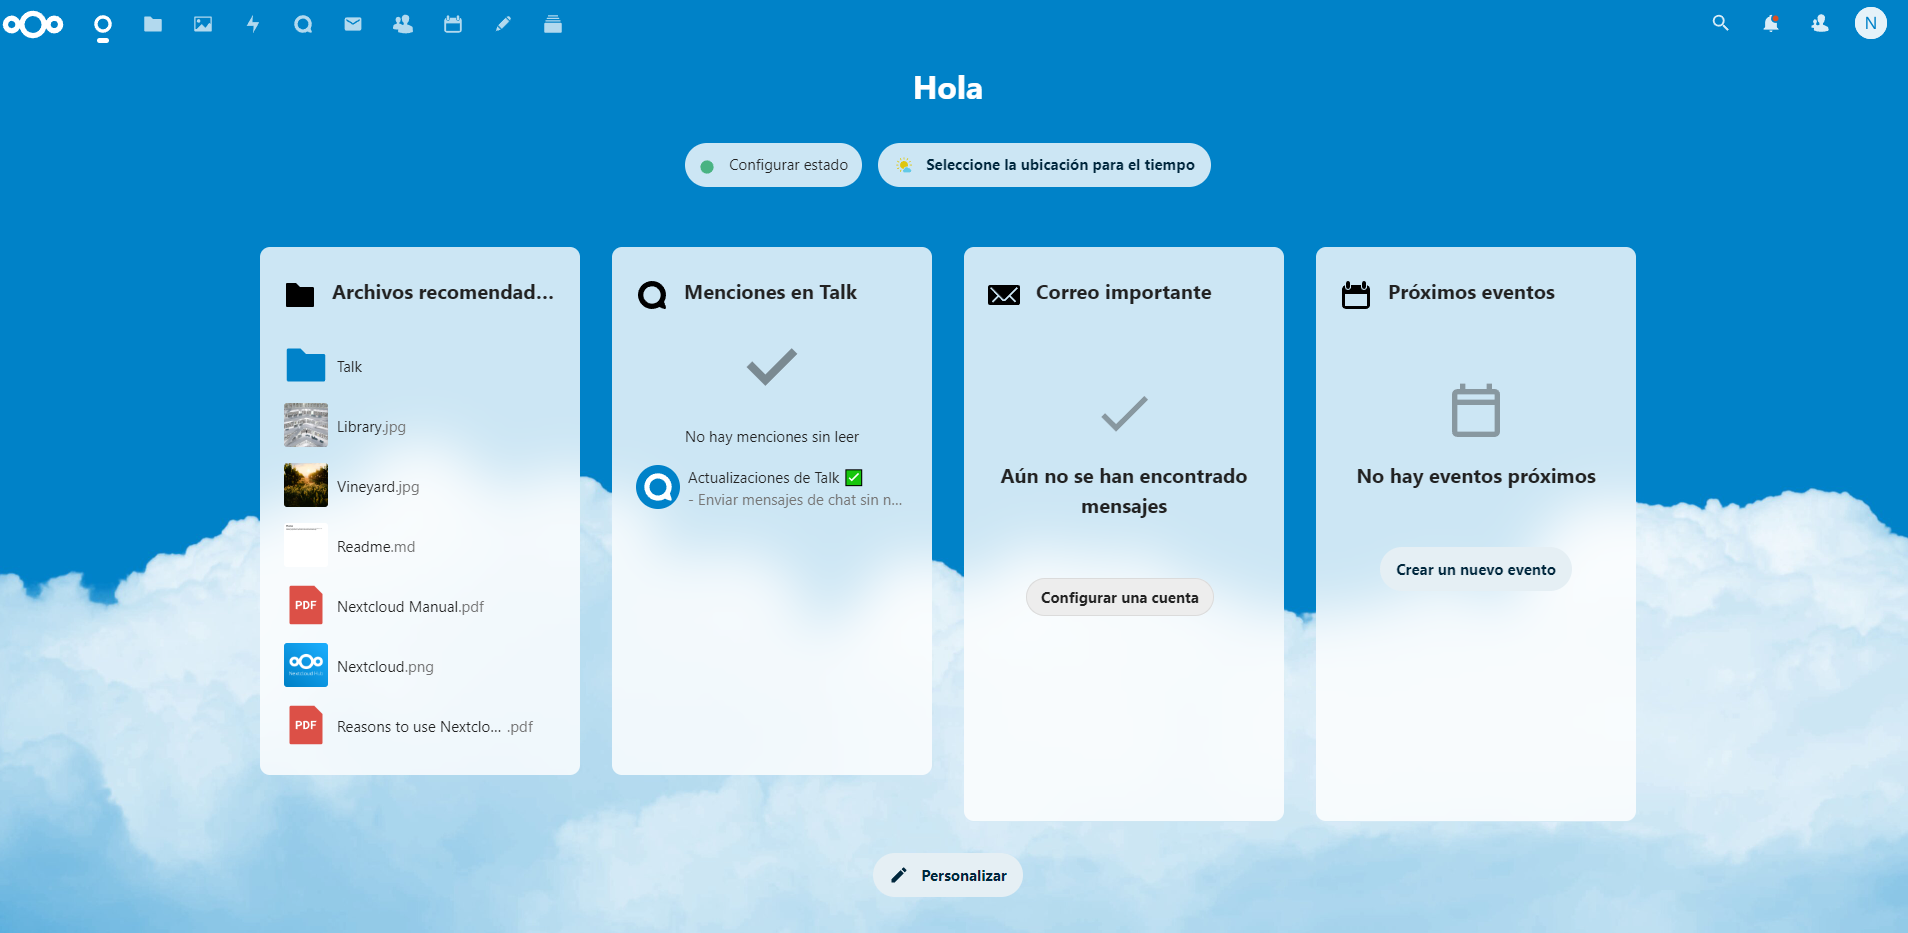 N
Hola
Configurar estado
Seleccione la ubicación para el tiempo
Archivos recomendad...
Talk
Library.jpg
Vineyard.jpg
Readme.md
PDF
Nextcloud Manual.pdf
Nextcloud.png
PDF
Reasons to use Nextclo... .pdf
Menciones en Talk
No hay menciones sin leer
Actualizaciones de Talk ✅
- Enviar mensajes de chat sin n...
Correo importante
Aún no se han encontrado
mensajes
Configurar una cuenta
Próximos eventos
No hay eventos próximos
Crear un nuevo evento
Personalizar